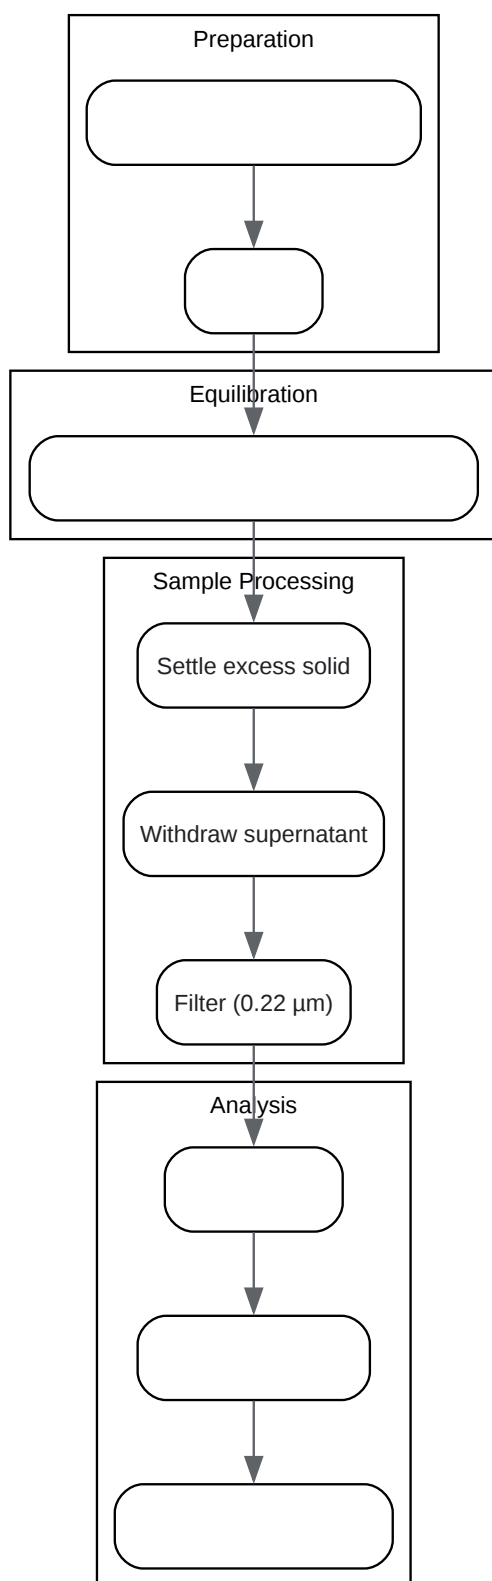 Preparation
Equilibration
Sample Processing
Settle excess solid
Withdraw supernatant
Filter (0.22 µm)
Analysis